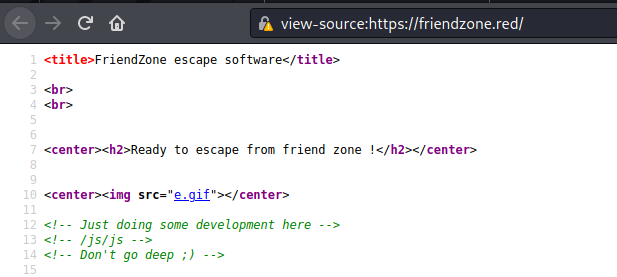 view-source:https://friendzone.red/
1 <title>FriendZone escape software</title>
2
3 <br>
4 <br>
5
6
7 <center><h2>Ready to escape from friend zone !</h2></center>
8
9
10 <center><img src="e.gif"></center>
11
12 <!-- Just doing some development here -->
13 <!-- /js/js -->
14 <!-- Don't go deep ;) -->
15